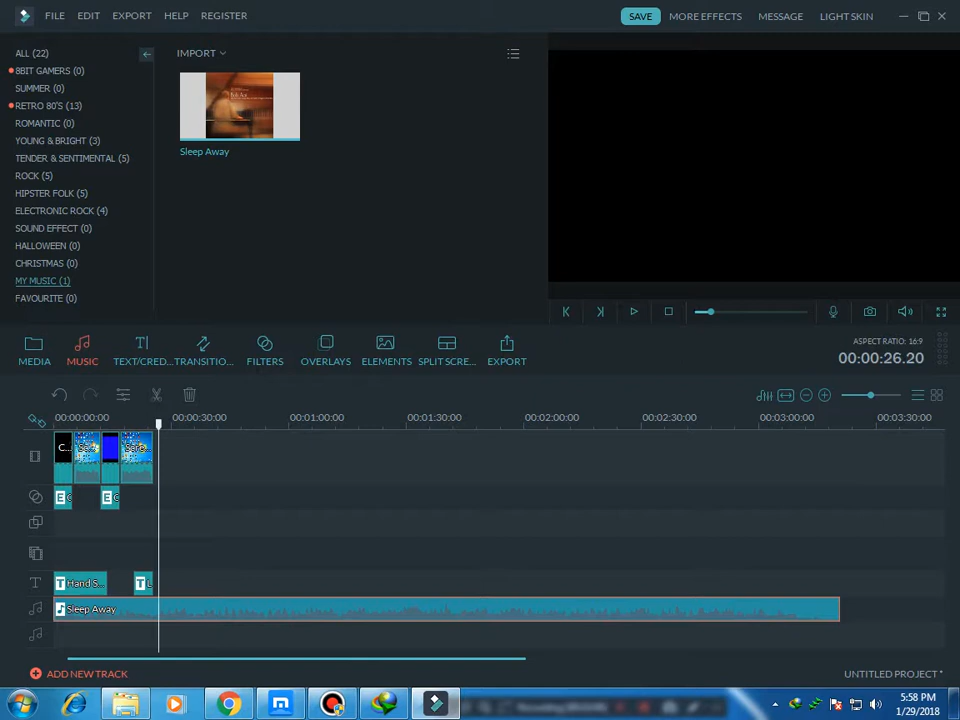 FILE EDIT EXPORT HELP REGISTER SAVE MORE EFFECTS MESSAGE LIGHT SKIN
ALL (22)
8BIT GAMERS (0)
SUMMER (0)
RETRO 80'S (13)
ROMANTIC (0)
YOUNG & BRIGHT (3)
TENDER & SENTIMENTAL (5)
ROCK (5)
HIPSTER FOLK (5)
ELECTRONIC ROCK (4)
SOUND EFFECT (0)
HALLOWEEN (0)
CHRISTMAS (0)
MY MUSIC (1)
FAVOURITE (0)
IMPORT
Sleep Away
MEDIA MUSIC TEXT/CRED... TRANSITIO... FILTERS OVERLAYS ELEMENTS SPLIT SCRE... EXPORT
ASPECT RATIO: 16:9
00:00:26.20
00:00:00:00 00:00:30:00 00:01:00:00 00:01:30:00 00:02:00:00 00:02:30:00 00:03:00:00 00:03:30:00
C...
E C E C
T Hand S... T L
Sleep Away
ADD NEW TRACK UNTITLED PROJECT *
5:58 PM
1/29/2018